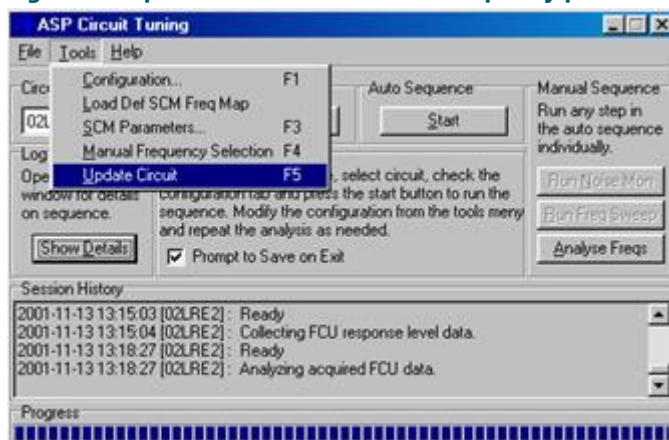 ASP Circuit Tuning
File Tools Help
Configuration... F1
Load Def SCM Freq Map
SCM Parameters... F3
Manual Frequency Selection F4
Update Circuit F5
Circ
02L
Auto Sequence
Start
Manual Sequence
Run any step in
the auto sequence
individually.
Run Noise Mon
Run Freq Sweep
Analyse Freqs
Log
Ope
window for details
on sequence.
Show Details
, select circuit, check the
configuration tab and press the start button to run the
sequence. Modify the configuration from the tools meny
and repeat the analysis as needed.
Prompt to Save on Exit
Session History
2001-11-13 13:15:03 [02LRE2] : Ready
2001-11-13 13:15:04 [02LRE2] : Collecting FCU response level data.
2001-11-13 13:18:27 [02LRE2] : Ready
2001-11-13 13:18:27 [02LRE2] : Analyzing acquired FCU data.
Progress